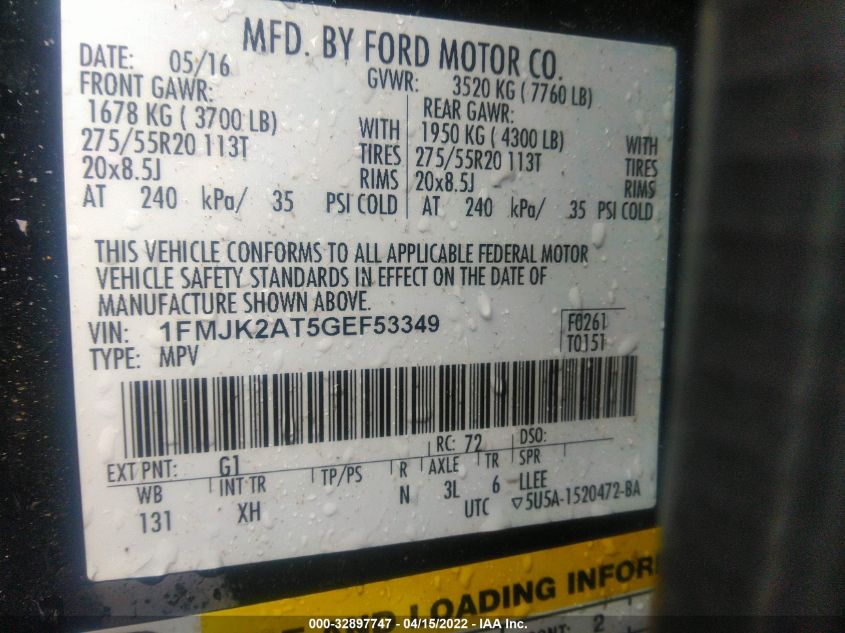 MFD. BY FORD MOTOR CO.
DATE: 05/16 GVWR: 3520 KG ( 7760 LB)
FRONT GAWR: REAR GAWR:
1678 KG ( 3700 LB) WITH 1950 KG ( 4300 LB) WITH
275/55R20 113T TIRES 275/55R20 113T TIRES
20x8.5J RIMS 20x8.5J RIMS
AT 240 kPa/ 35 PSI COLD AT 240 kPa/ 35 PSI COLD
THIS VEHICLE CONFORMS TO ALL APPLICABLE FEDERAL MOTOR
VEHICLE SAFETY STANDARDS IN EFFECT ON THE DATE OF
MANUFACTURE SHOWN ABOVE.
VIN: 1FMJK2AT5GEF53349 F0261
TYPE: MPV T0151
EXT PNT: G1 RC: 72 DSO:
WB INT TR TP/PS R AXLE TR SPR
131 XH N 3L 6 LLEE
UTC ▽5U5A-1520472-BA
AND LOADING INFOR
2
000-32897747 - 04/15/2022 - IAA Inc.